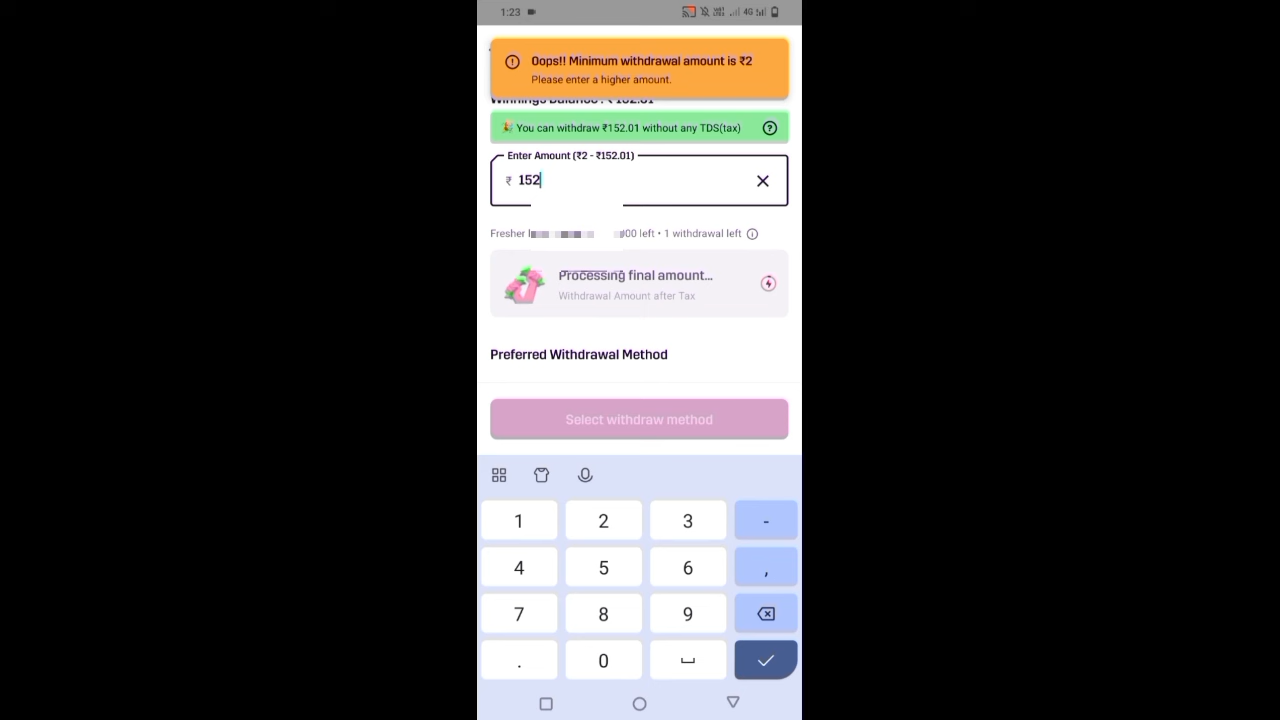 1:23
4G
Oops!! Minimum withdrawal amount is ₹2
Please enter a higher amount.
Winnings Balance : ₹ 152.01
You can withdraw ₹152.01 without any TDS(tax)
Enter Amount (₹2 - ₹152.01)
₹ 152
Fresher 00 left • 1 withdrawal left
Processing final amount...
Withdrawal Amount after Tax
Preferred Withdrawal Method
Select withdraw method
1 2 3 -
4 5 6 ,
7 8 9
. 0